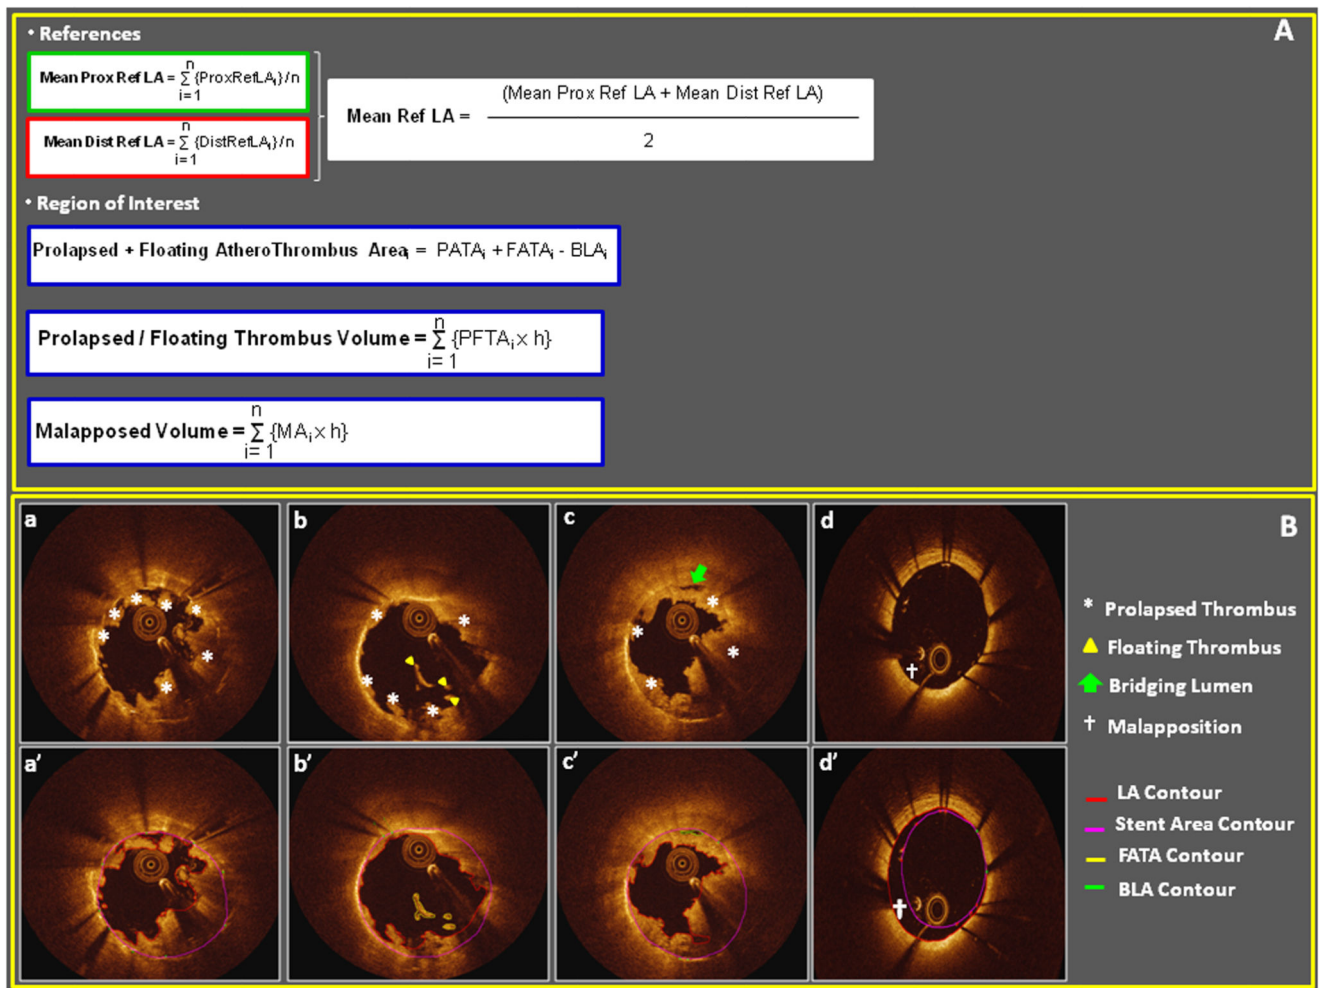 A
• References
n
Mean Prox Ref LA = Σ {ProxRefLAᵢ}/n
i=1
n
Mean Dist Ref LA = Σ {DistRefLAᵢ}/n
i=1
Mean Ref LA = (Mean Prox Ref LA + Mean Dist Ref LA)
2
• Region of Interest
Prolapsed + Floating AtheroThrombus Areaᵢ = PATAᵢ + FATAᵢ - BLAᵢ
n
Prolapsed / Floating Thrombus Volume = Σ {PFTAᵢ x h}
i= 1
n
Malapposed Volume = Σ {MAᵢ x h}
i= 1
B
a
b
c
d
* Prolapsed Thrombus
Floating Thrombus
Bridging Lumen
† Malapposition
a'
b'
c'
d'
LA Contour
Stent Area Contour
FATA Contour
BLA Contour